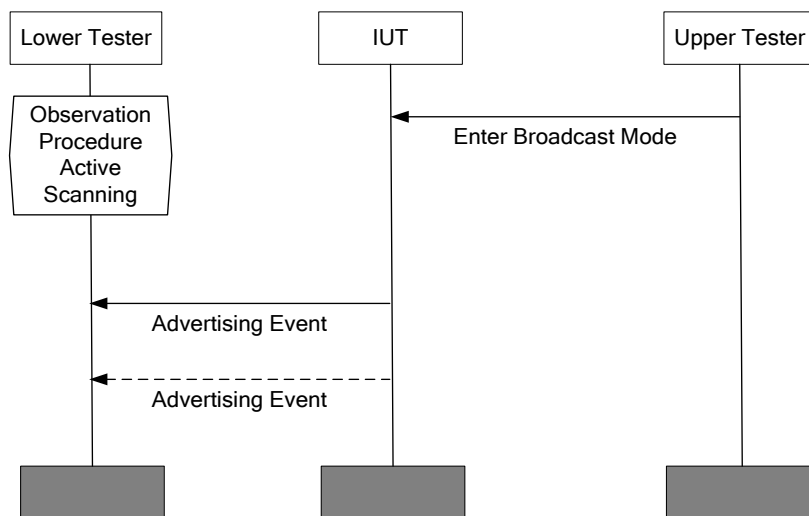 Lower Tester
IUT
Upper Tester
Observation
Procedure
Active
Scanning
Enter Broadcast Mode
Advertising Event
Advertising Event